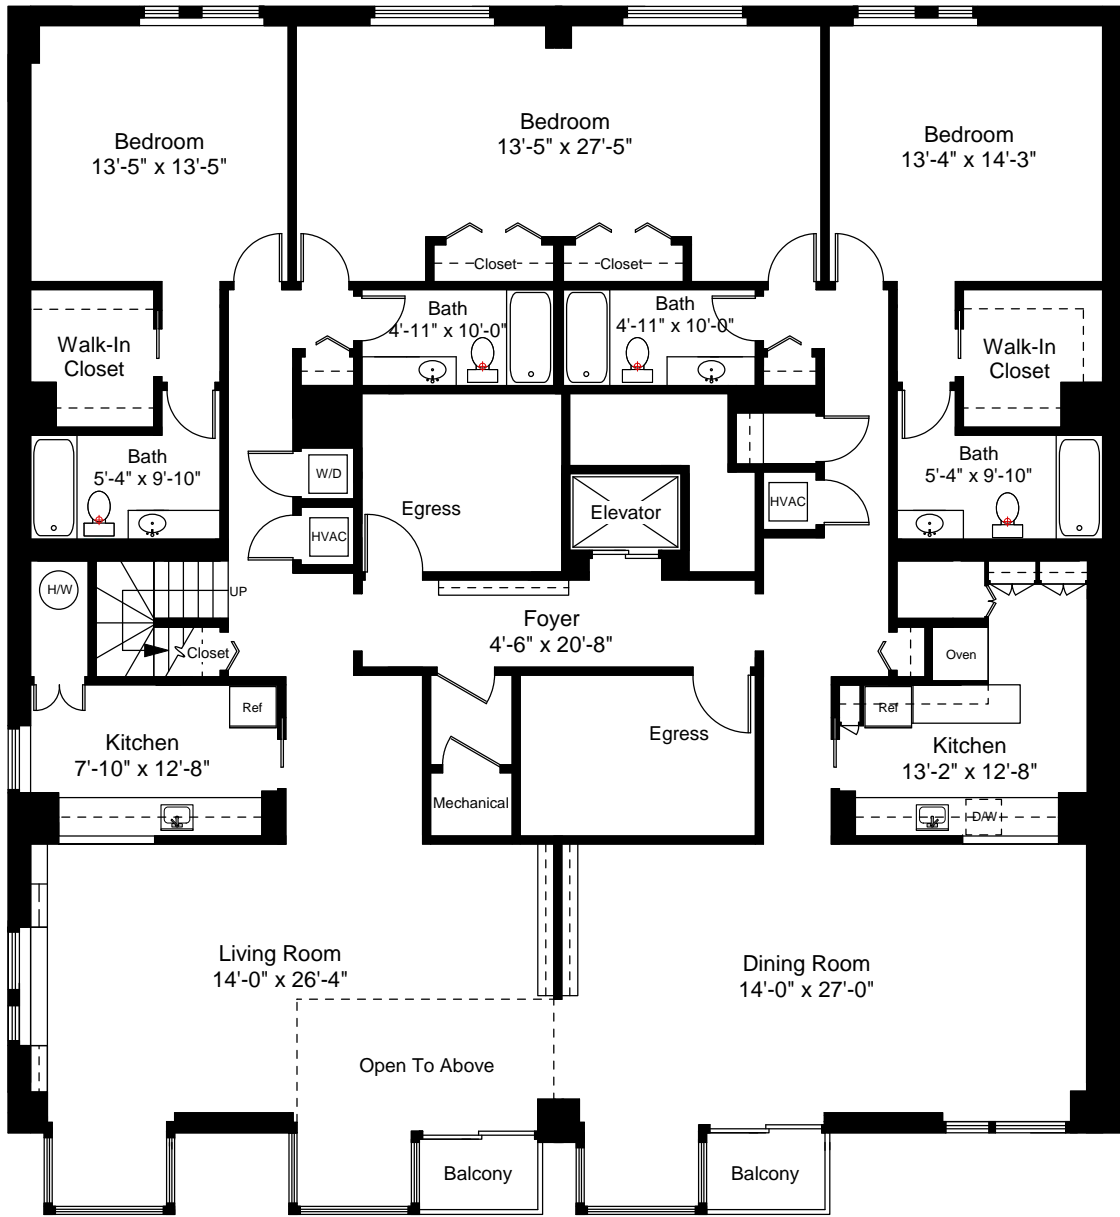 Bedroom
13'-5" x 13'-5"
Bedroom
13'-5" x 27'-5"
Bedroom
13'-4" x 14'-3"
Closet
Closet
Walk-In
Closet
Bath
4'-11" x 10'-0"
Bath
4'-11" x 10'-0"
Walk-In
Closet
Bath
5'-4" x 9'-10"
W/D
HVAC
Egress
Elevator
HVAC
Bath
5'-4" x 9'-10"
H/W
UP
Closet
Foyer
4'-6" x 20'-8"
Oven
Ref
Ref
Kitchen
7'-10" x 12'-8"
Egress
Kitchen
13'-2" x 12'-8"
Mechanical
D/W
Living Room
14'-0" x 26'-4"
Dining Room
14'-0" x 27'-0"
Open To Above
Balcony
Balcony